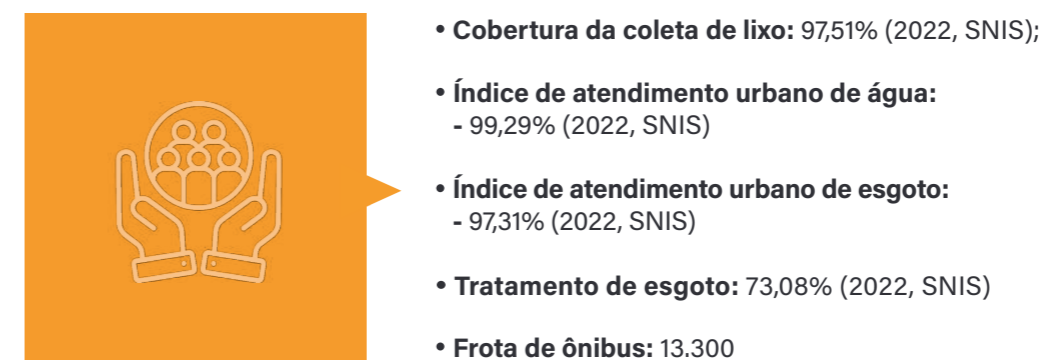 • Cobertura da coleta de lixo: 97,51% (2022, SNIS);
• Índice de atendimento urbano de água:
- 99,29% (2022, SNIS)
• Índice de atendimento urbano de esgoto:
- 97,31% (2022, SNIS)
• Tratamento de esgoto: 73,08% (2022, SNIS)
• Frota de ônibus: 13.300